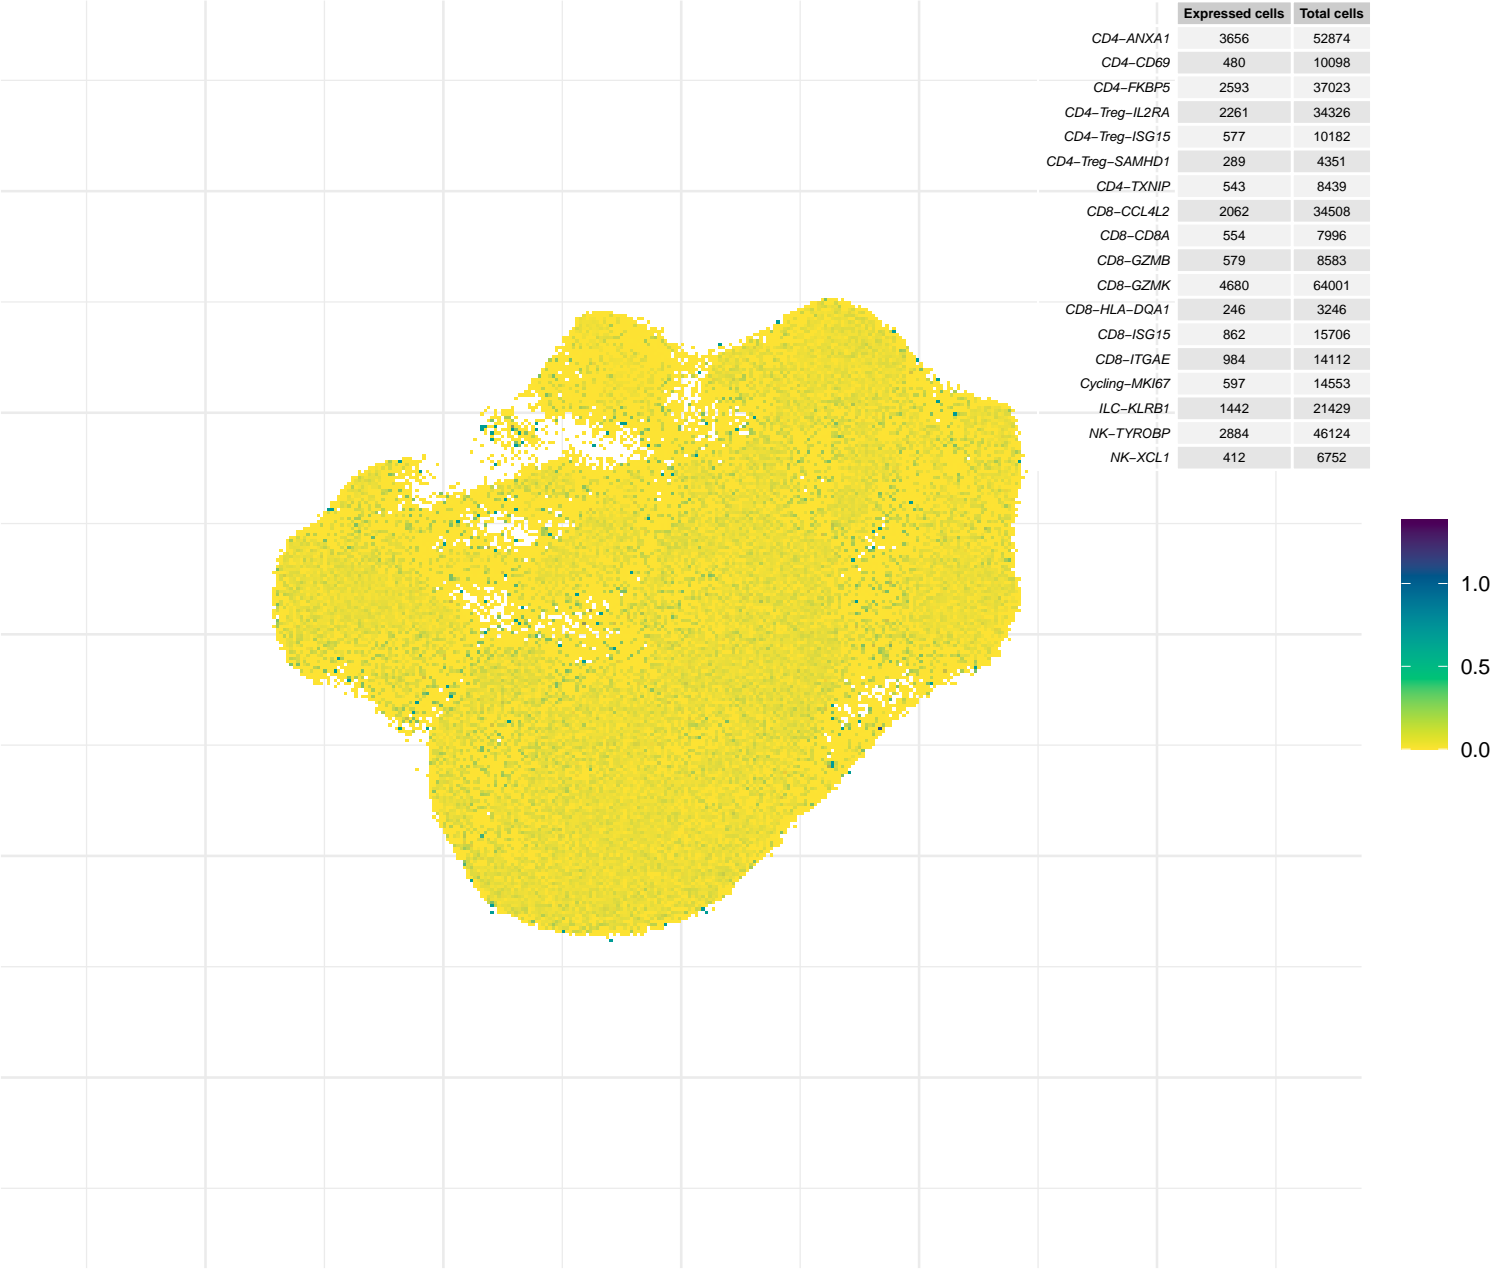 Expressed cells Total cells
CD4−ANXA1 3656 52874
CD4−CD69 480 10098
CD4−FKBP5 2593 37023
CD4−Treg−IL2RA 2261 34326
CD4−Treg−ISG15 577 10182
CD4−Treg−SAMHD1 289 4351
CD4−TXNIP 543 8439
CD8−CCL4L2 2062 34508
CD8−CD8A 554 7996
CD8−GZMB 579 8583
CD8−GZMK 4680 64001
CD8−HLA−DQA1 246 3246
CD8−ISG15 862 15706
CD8−ITGAE 984 14112
Cycling−MKI67 597 14553
ILC−KLRB1 1442 21429
NK−TYROBP 2884 46124
NK−XCL1 412 6752
1.0
0.5
0.0